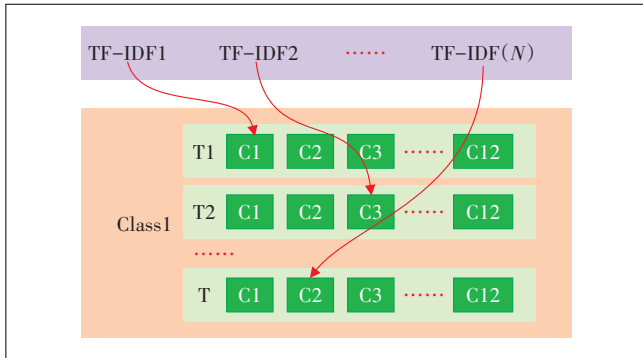 TF-IDF1 TF-IDF2 ······ TF-IDF(N)
T1 C1 C2 C3 ······ C12
T2 C1 C2 C3 ······ C12
Class1
······
T C1 C2 C3 ······ C12